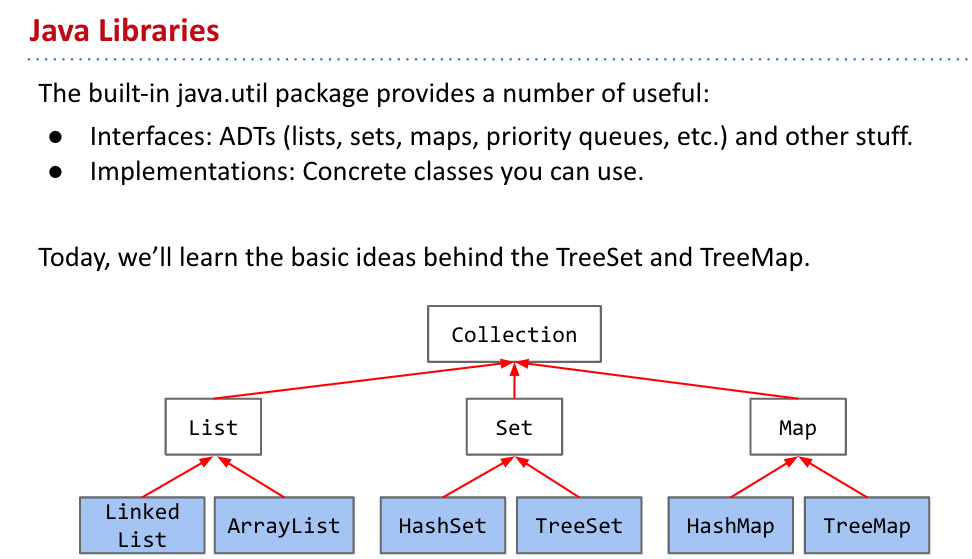 Java Libraries
The built-in java.util package provides a number of useful:
● Interfaces: ADTs (lists, sets, maps, priority queues, etc.) and other stuff.
● Implementations: Concrete classes you can use.
Today, we’ll learn the basic ideas behind the TreeSet and TreeMap.
Collection
List
Set
Map
Linked
List
ArrayList
HashSet
TreeSet
HashMap
TreeMap